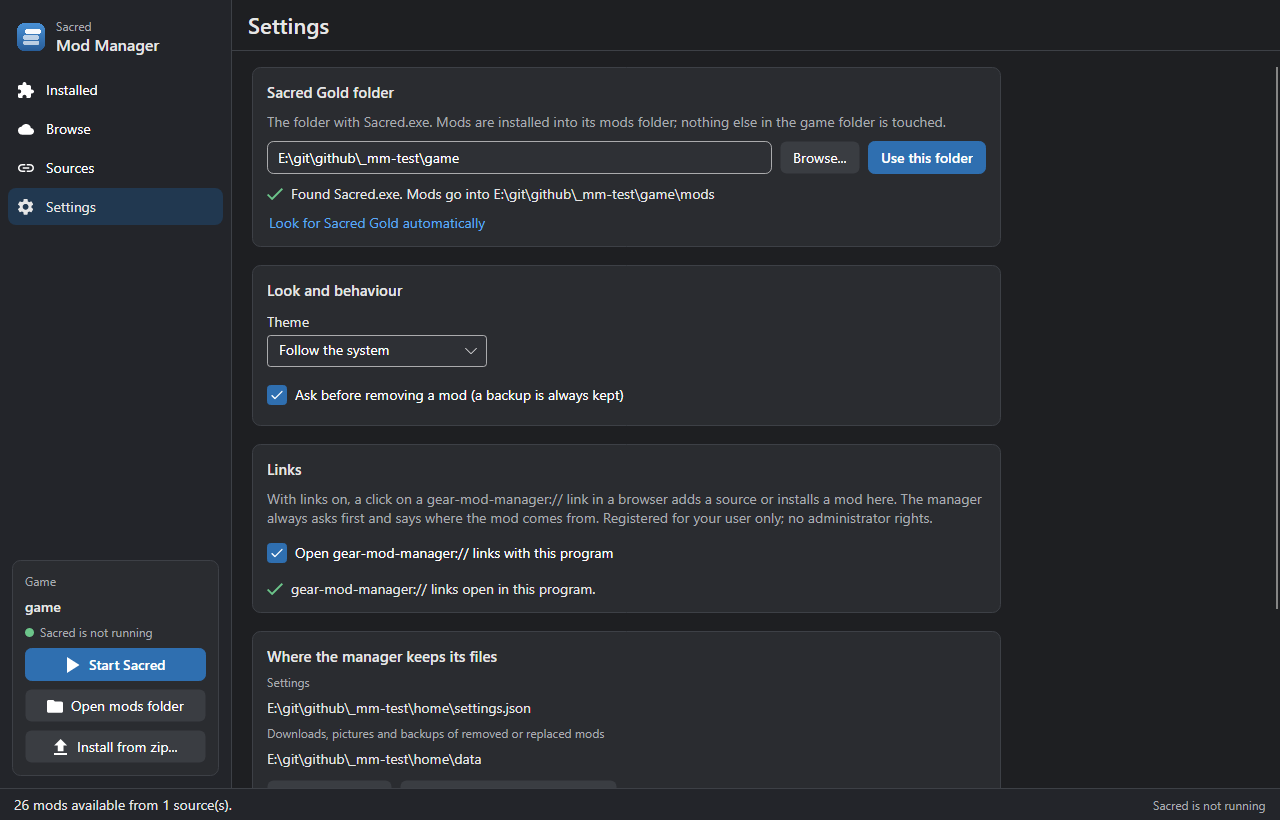 Sacred
Mod Manager
Installed
Browse
Sources
Settings
Game
game
Sacred is not running
Start Sacred
Open mods folder
Install from zip...
Settings
Sacred Gold folder
The folder with Sacred.exe. Mods are installed into its mods folder; nothing else in the game folder is touched.
E:\git\github\_mm-test\game
Browse...
Use this folder
Found Sacred.exe. Mods go into E:\git\github\_mm-test\game\mods
Look for Sacred Gold automatically
Look and behaviour
Theme
Follow the system
Ask before removing a mod (a backup is always kept)
Links
With links on, a click on a gear-mod-manager:// link in a browser adds a source or installs a mod here. The manager
always asks first and says where the mod comes from. Registered for your user only; no administrator rights.
Open gear-mod-manager:// links with this program
gear-mod-manager:// links open in this program.
Where the manager keeps its files
Settings
E:\git\github\_mm-test\home\settings.json
Downloads, pictures and backups of removed or replaced mods
E:\git\github\_mm-test\home\data
26 mods available from 1 source(s).
Sacred is not running